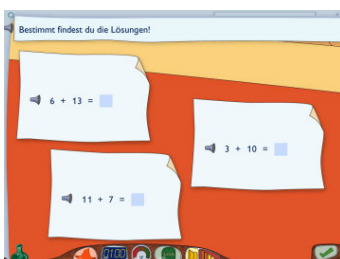 Bestimmt findest du die Lösungen!
6 + 13 =
3 + 10 =
11 + 7 =